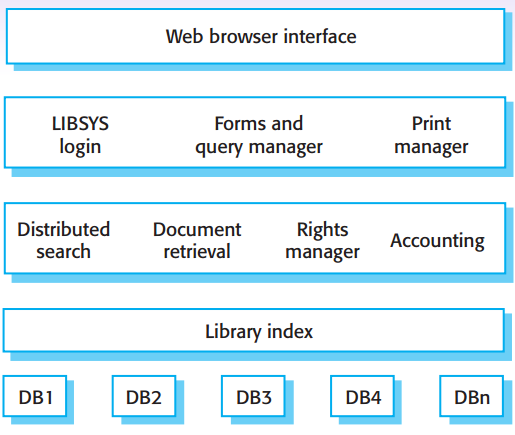 Web browser interface
LIBSYS
login
Forms and
query manager
Print
manager
Distributed
search
Document
retrieval
Rights
manager
Accounting
Library index
DB1
DB2
DB3
DB4
DBn